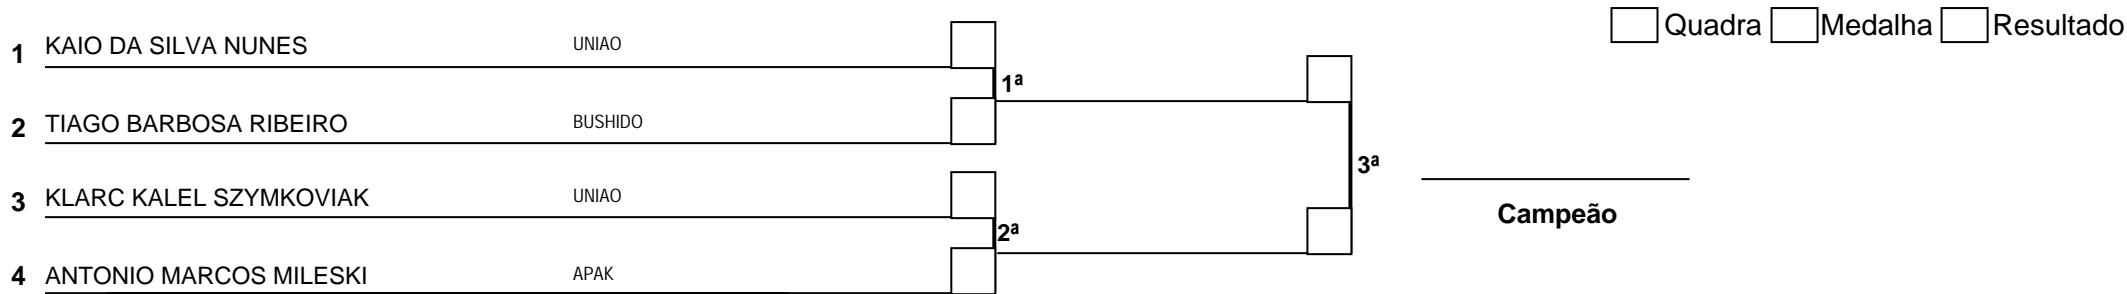 Quadra Medalha Resultado
1 KAIO DA SILVA NUNES UNIAO
1ª
2 TIAGO BARBOSA RIBEIRO BUSHIDO
3ª
3 KLARC KALEL SZYMKOVIAK UNIAO
Campeão
2ª
4 ANTONIO MARCOS MILESKI APAK